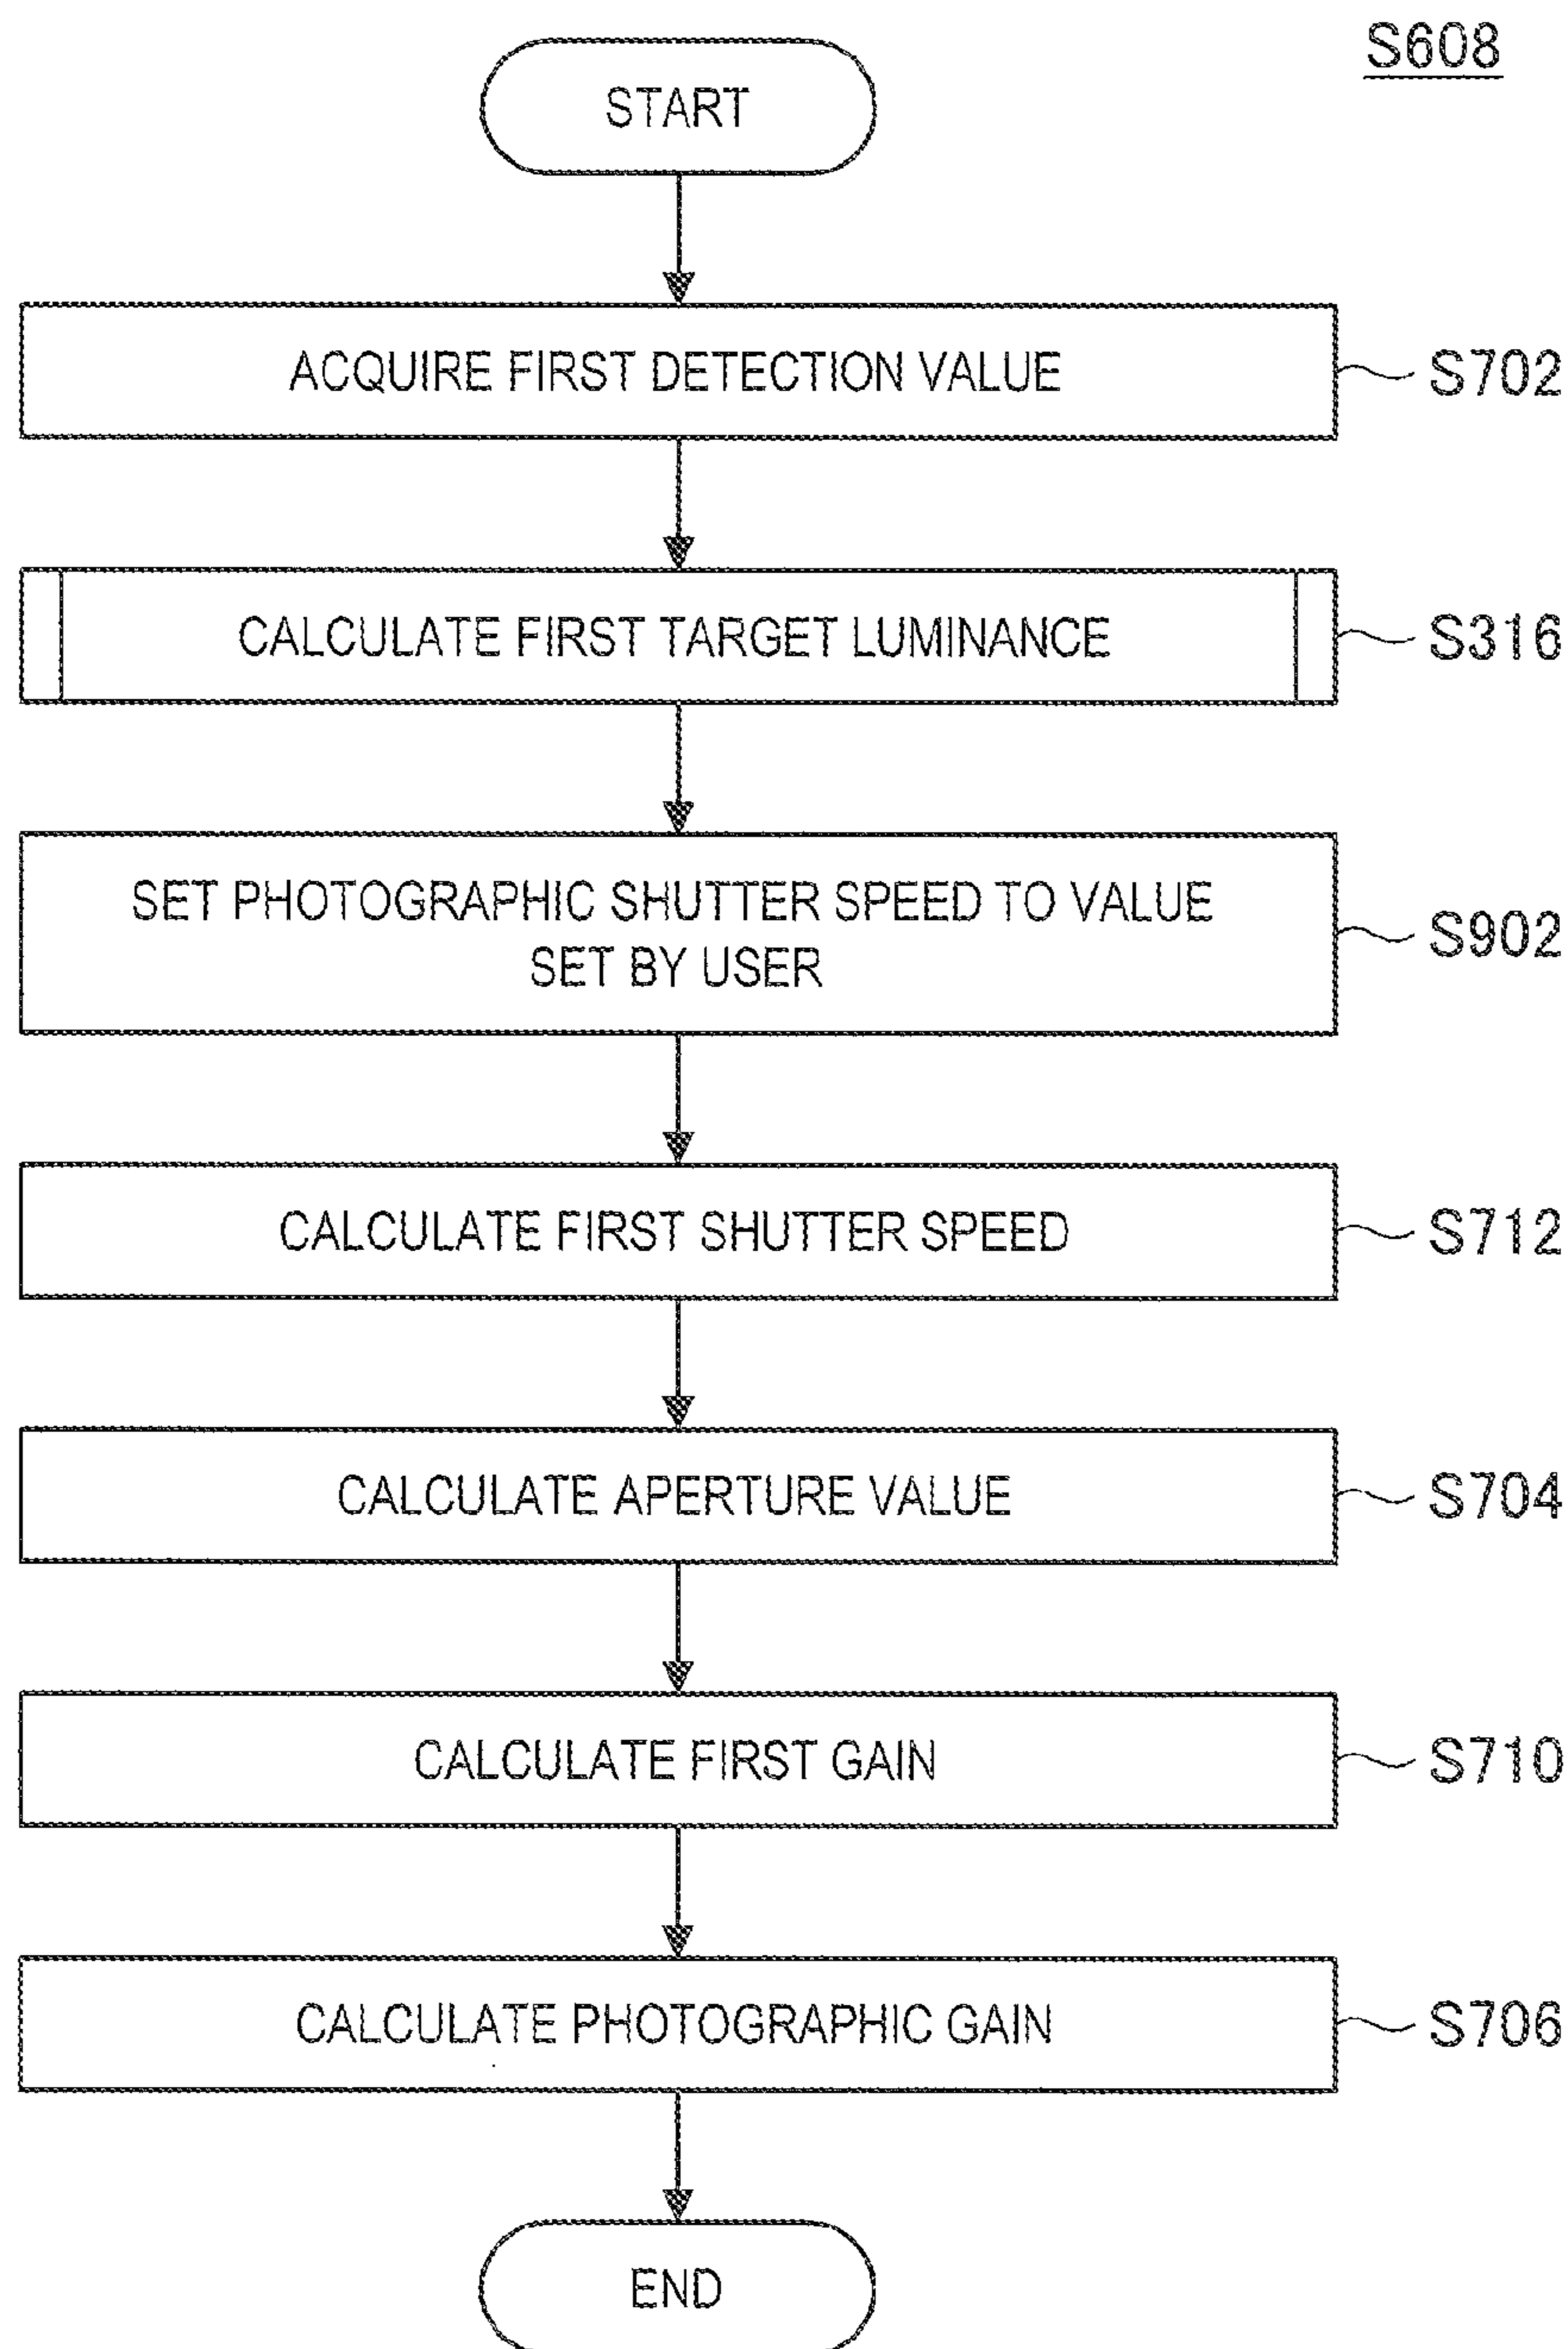 S608
START
ACQUIRE FIRST DETECTION VALUE
S702
CALCULATE FIRST TARGET LUMINANCE
S316
SET PHOTOGRAPHIC SHUTTER SPEED TO VALUE
SET BY USER
S902
CALCULATE FIRST SHUTTER SPEED
S712
CALCULATE APERTURE VALUE
S704
CALCULATE FIRST GAIN
S710
CALCULATE PHOTOGRAPHIC GAIN
S706
END